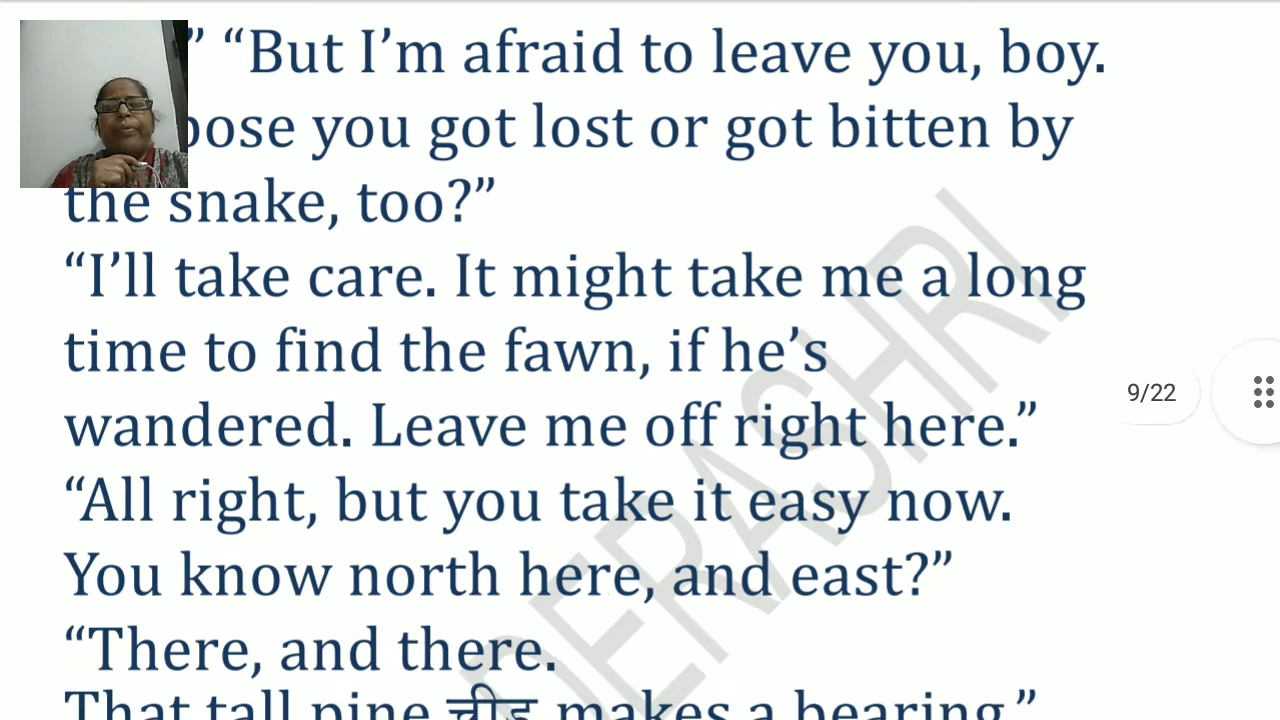 ” “But I’m afraid to leave you, boy.
you got lost or got bitten by
the snake, too?”
“I’ll take care. It might take me a long
time to find the fawn, if he’s
wandered. Leave me off right here.”
9/22
“All right, but you take it easy now.
You know north here, and east?”
“There, and there.
That tall pine चीड़ makes a bearing.”
DERASHRI